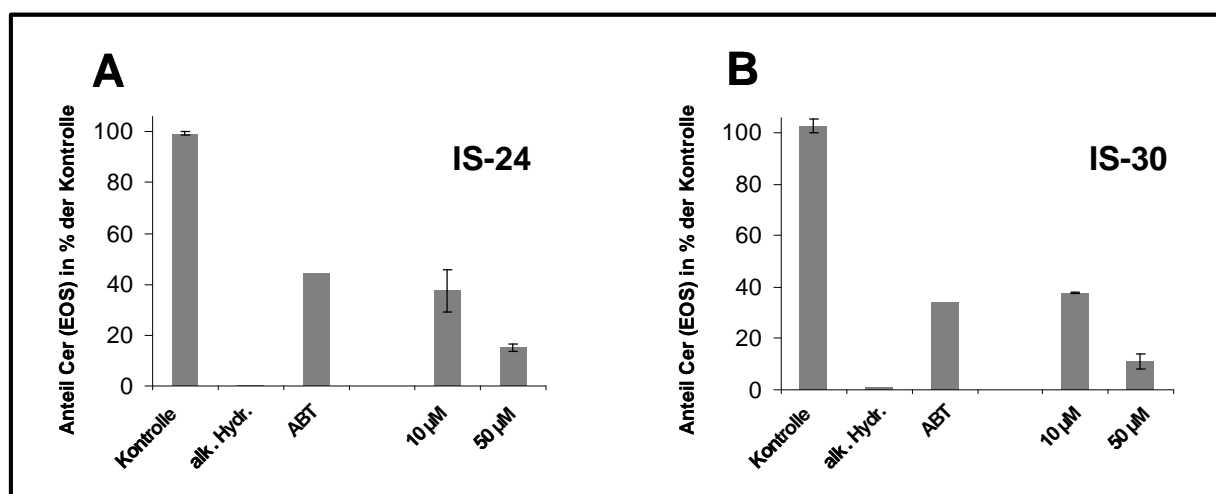 A
Anteil Cer (EOS) in % der Kontrolle
100
80
60
40
20
0
IS-24
Kontrolle
alk. Hydr.
ABT
10 µM
50 µM
B
Anteil Cer (EOS) in % der Kontrolle
100
80
60
40
20
0
IS-30
Kontrolle
alk. Hydr.
ABT
10 µM
50 µM